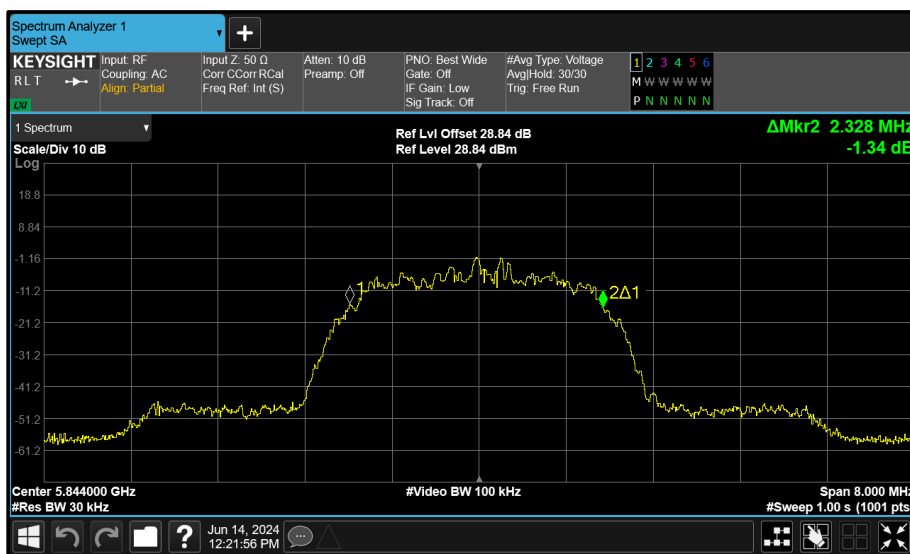 Spectrum Analyzer 1
Swept SA
KEYSIGHT
R L T
LXI
Input: RF
Coupling: AC
Align: Partial
Input Z: 50 Ω
Corr CCorr RCal
Freq Ref: Int (S)
Atten: 10 dB
Preamp: Off
PNO: Best Wide
Gate: Off
IF Gain: Low
Sig Track: Off
#Avg Type: Voltage
Avg|Hold: 30/30
Trig: Free Run
1 2 3 4 5 6
M W W W W W
P N N N N N
1 Spectrum
Scale/Div 10 dB
Log
Ref Lvl Offset 28.84 dB
Ref Level 28.84 dBm
ΔMkr2 2.328 MHz
-1.34 dB
18.8
8.84
-1.16
-11.2
-21.2
-31.2
-41.2
-51.2
-61.2
1
2Δ1
Center 5.844000 GHz
#Res BW 30 kHz
#Video BW 100 kHz
Span 8.000 MHz
#Sweep 1.00 s (1001 pts
?
Jun 14, 2024
12:21:56 PM